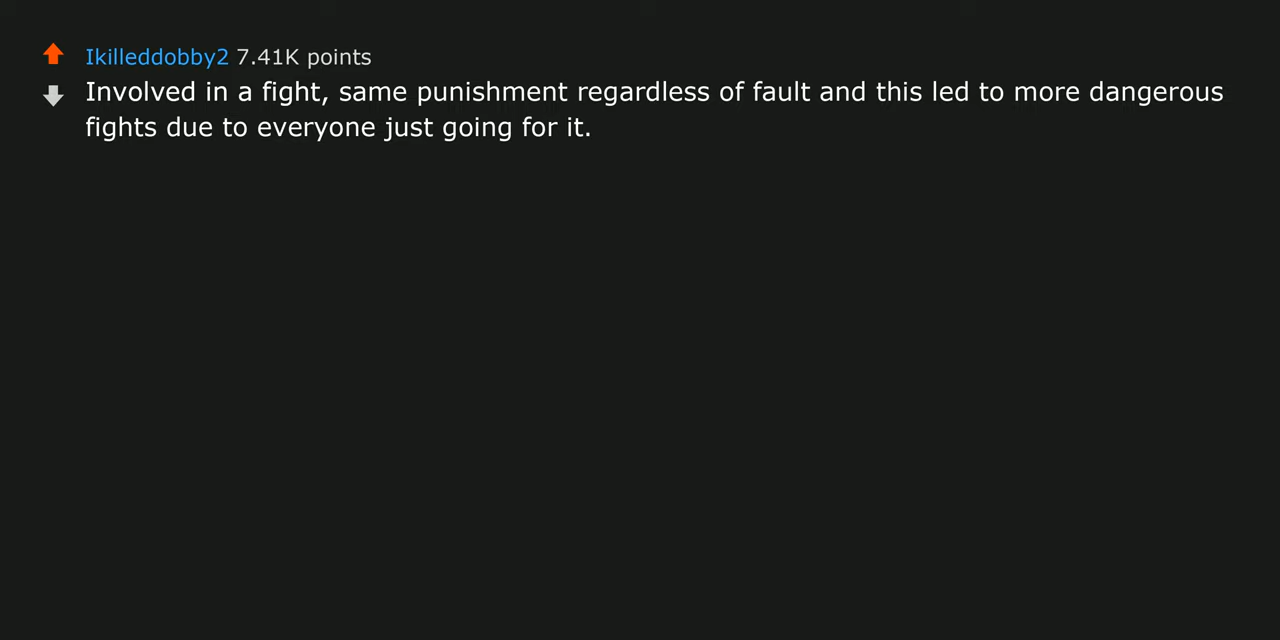 Ikilleddobby2 7.41K points
Involved in a fight, same punishment regardless of fault and this led to more dangerous
fights due to everyone just going for it.